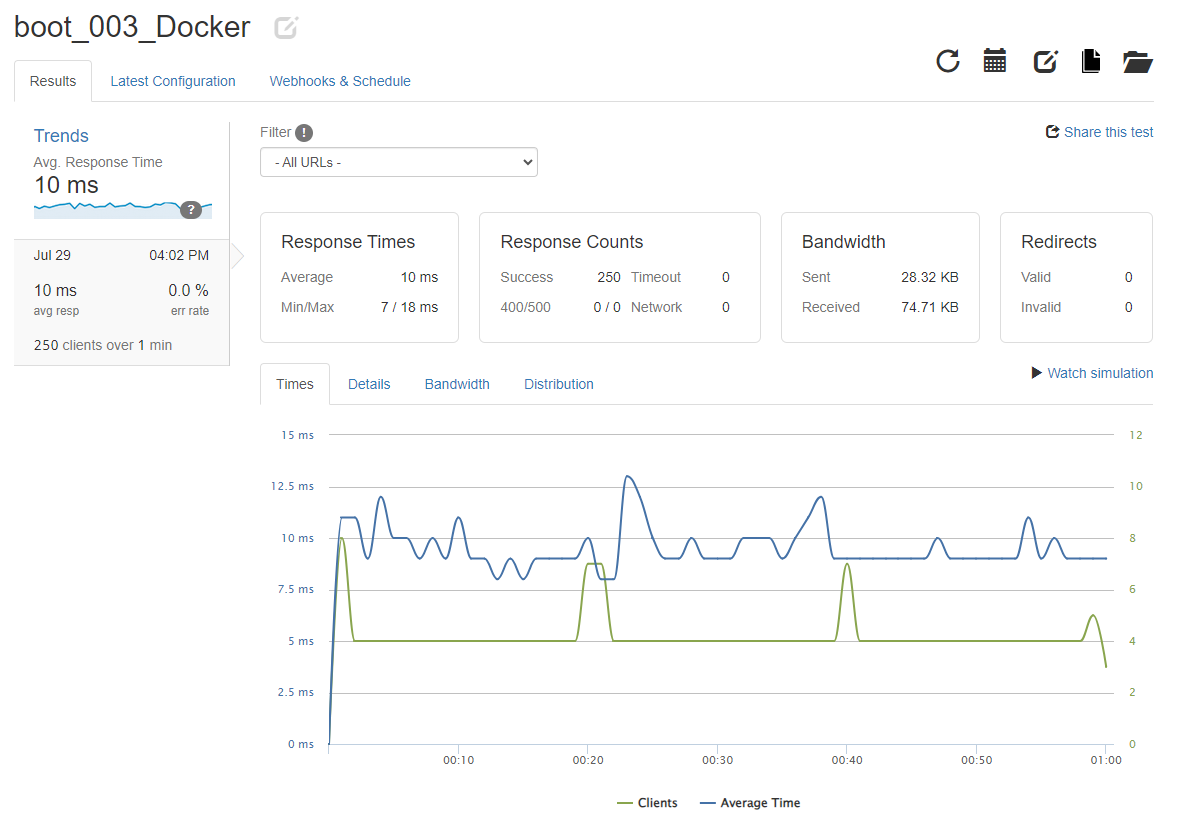 boot_003_Docker
Results Latest Configuration Webhooks & Schedule
Trends
Avg. Response Time
10 ms
?
Jul 29 04:02 PM
10 ms 0.0 %
avg resp err rate
250 clients over 1 min
Filter !
- All URLs -
Share this test
Response Times
Average 10 ms
Min/Max 7 / 18 ms
Response Counts
Success 250 Timeout 0
400/500 0 / 0 Network 0
Bandwidth
Sent 28.32 KB
Received 74.71 KB
Redirects
Valid 0
Invalid 0
Times Details Bandwidth Distribution
Watch simulation
15 ms 12
12.5 ms 10
10 ms 8
7.5 ms 6
5 ms 4
2.5 ms 2
0 ms 0
00:10 00:20 00:30 00:40 00:50 01:00
Clients Average Time